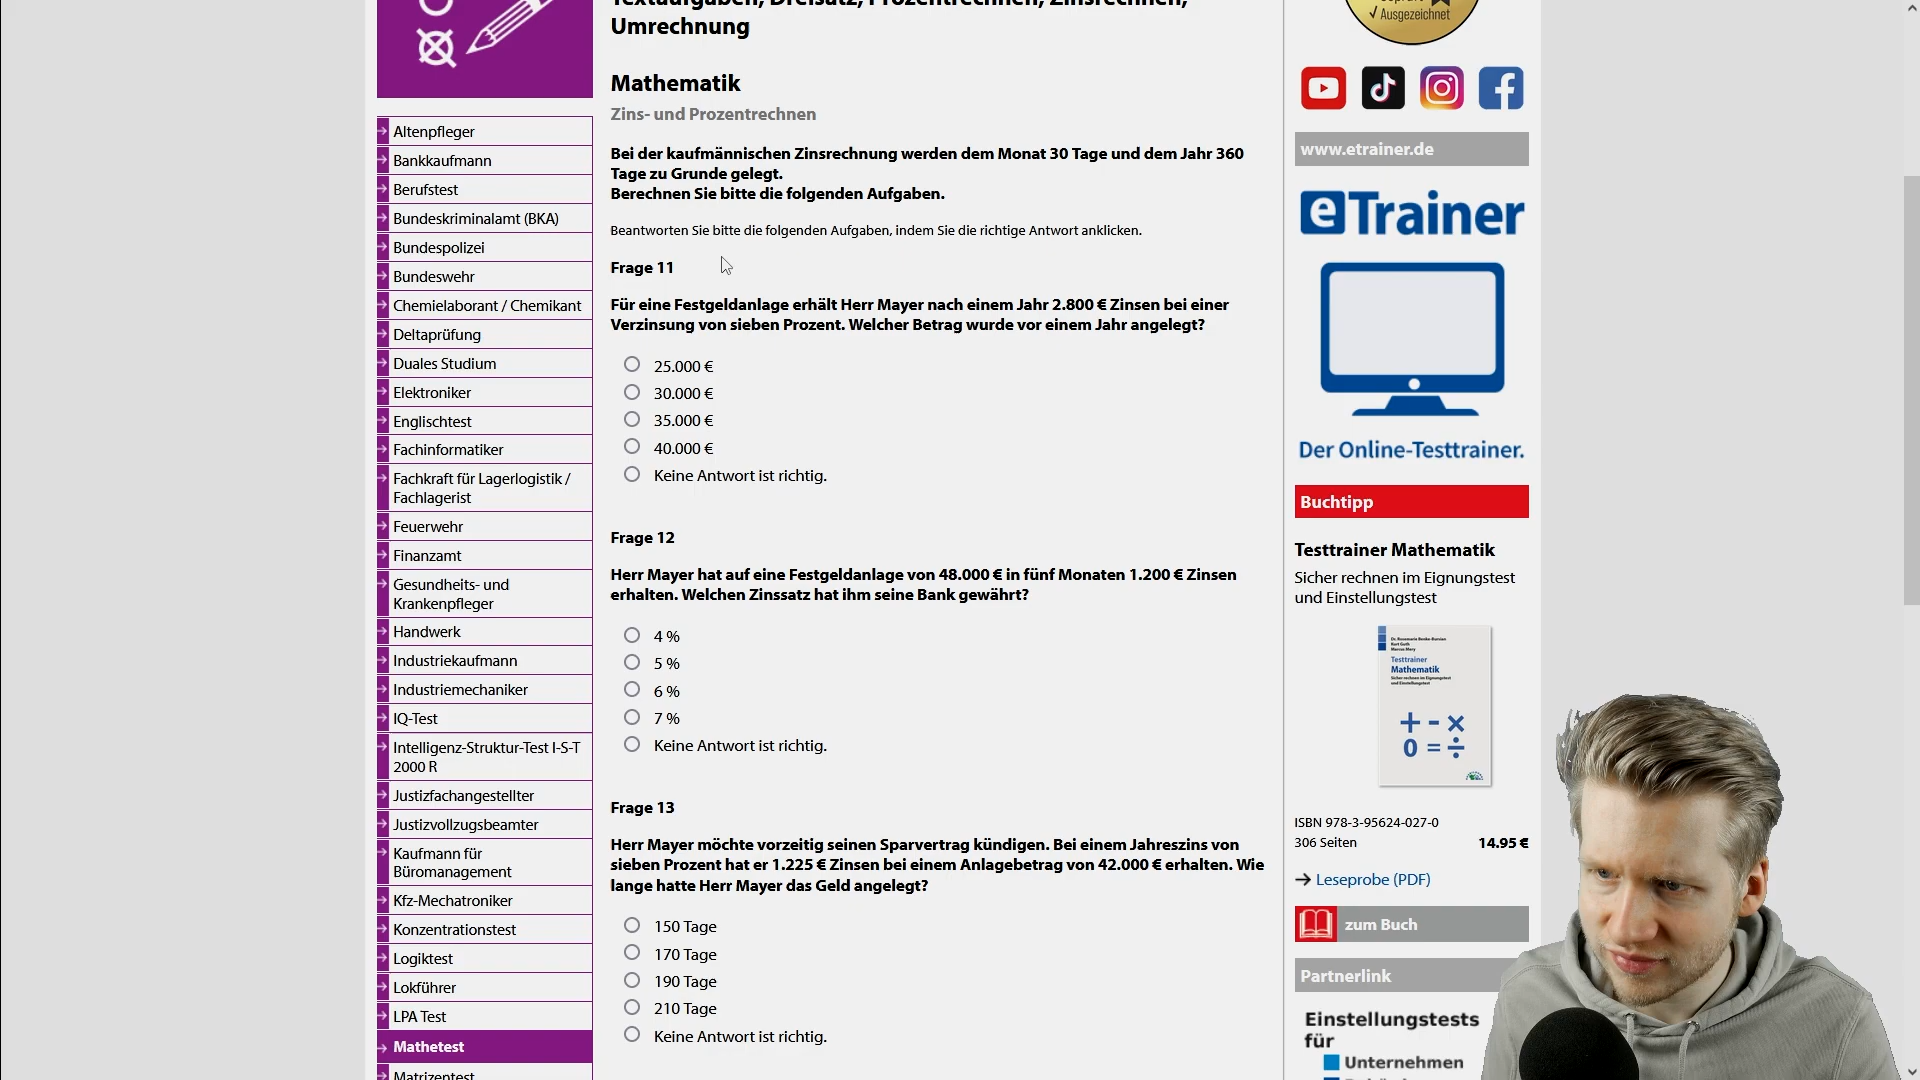 Textaufgaben, Dreisatz, Prozentrechnen, Zinsrechnen,
Umrechnung
Mathematik
Zins- und Prozentrechnen
Bei der kaufmännischen Zinsrechnung werden dem Monat 30 Tage und dem Jahr 360
Tage zu Grunde gelegt.
Berechnen Sie bitte die folgenden Aufgaben.
Beantworten Sie bitte die folgenden Aufgaben, indem Sie die richtige Antwort anklicken.
Frage 11
Für eine Festgeldanlage erhält Herr Mayer nach einem Jahr 2.800 € Zinsen bei einer
Verzinsung von sieben Prozent. Welcher Betrag wurde vor einem Jahr angelegt?
25.000 €
30.000 €
35.000 €
40.000 €
Keine Antwort ist richtig.
Frage 12
Herr Mayer hat auf eine Festgeldanlage von 48.000 € in fünf Monaten 1.200 € Zinsen
erhalten. Welchen Zinssatz hat ihm seine Bank gewährt?
4 %
5 %
6 %
7 %
Keine Antwort ist richtig.
Frage 13
Herr Mayer möchte vorzeitig seinen Sparvertrag kündigen. Bei einem Jahreszins von
sieben Prozent hat er 1.225 € Zinsen bei einem Anlagebetrag von 42.000 € erhalten. Wie
lange hatte Herr Mayer das Geld angelegt?
150 Tage
170 Tage
190 Tage
210 Tage
Keine Antwort ist richtig.
Altenpfleger
Bankkaufmann
Berufstest
Bundeskriminalamt (BKA)
Bundespolizei
Bundeswehr
Chemielaborant / Chemikant
Deltaprüfung
Duales Studium
Elektroniker
Englischtest
Fachinformatiker
Fachkraft für Lagerlogistik /
Fachlagerist
Feuerwehr
Finanzamt
Gesundheits- und
Krankenpfleger
Handwerk
Industriekaufmann
Industriemechaniker
IQ-Test
Intelligenz-Struktur-Test I-S-T
2000 R
Justizfachangestellter
Justizvollzugsbeamter
Kaufmann für
Büromanagement
Kfz-Mechatroniker
Konzentrationstest
Logiktest
Lokführer
LPA Test
Mathetest
Matrizentest
✓ Ausgezeichnet
www.etrainer.de
eTrainer
Der Online-Testtrainer.
Buchtipp
Testtrainer Mathematik
Sicher rechnen im Eignungstest
und Einstellungstest
Testtrainer
Mathematik
Sicher rechnen im Eignungstest
und Einstellungstest
+ - ×
0 = ÷
ISBN 978-3-95624-027-0
306 Seiten 14.95 €
Leseprobe (PDF)
zum Buch
Partnerlink
Einstellungstests
für
Unternehmen